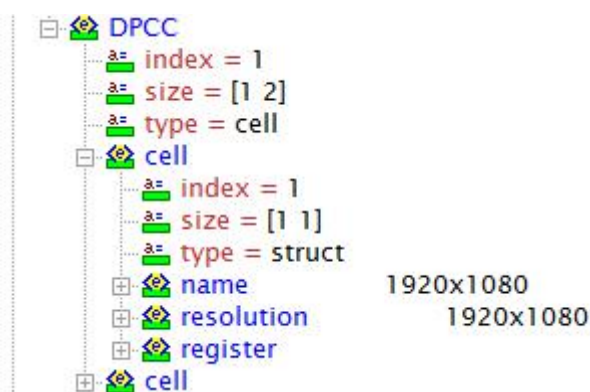 DPCC
index = 1
size = [1 2]
type = cell
cell
index = 1
size = [1 1]
type = struct
name 1920x1080
resolution 1920x1080
register
cell